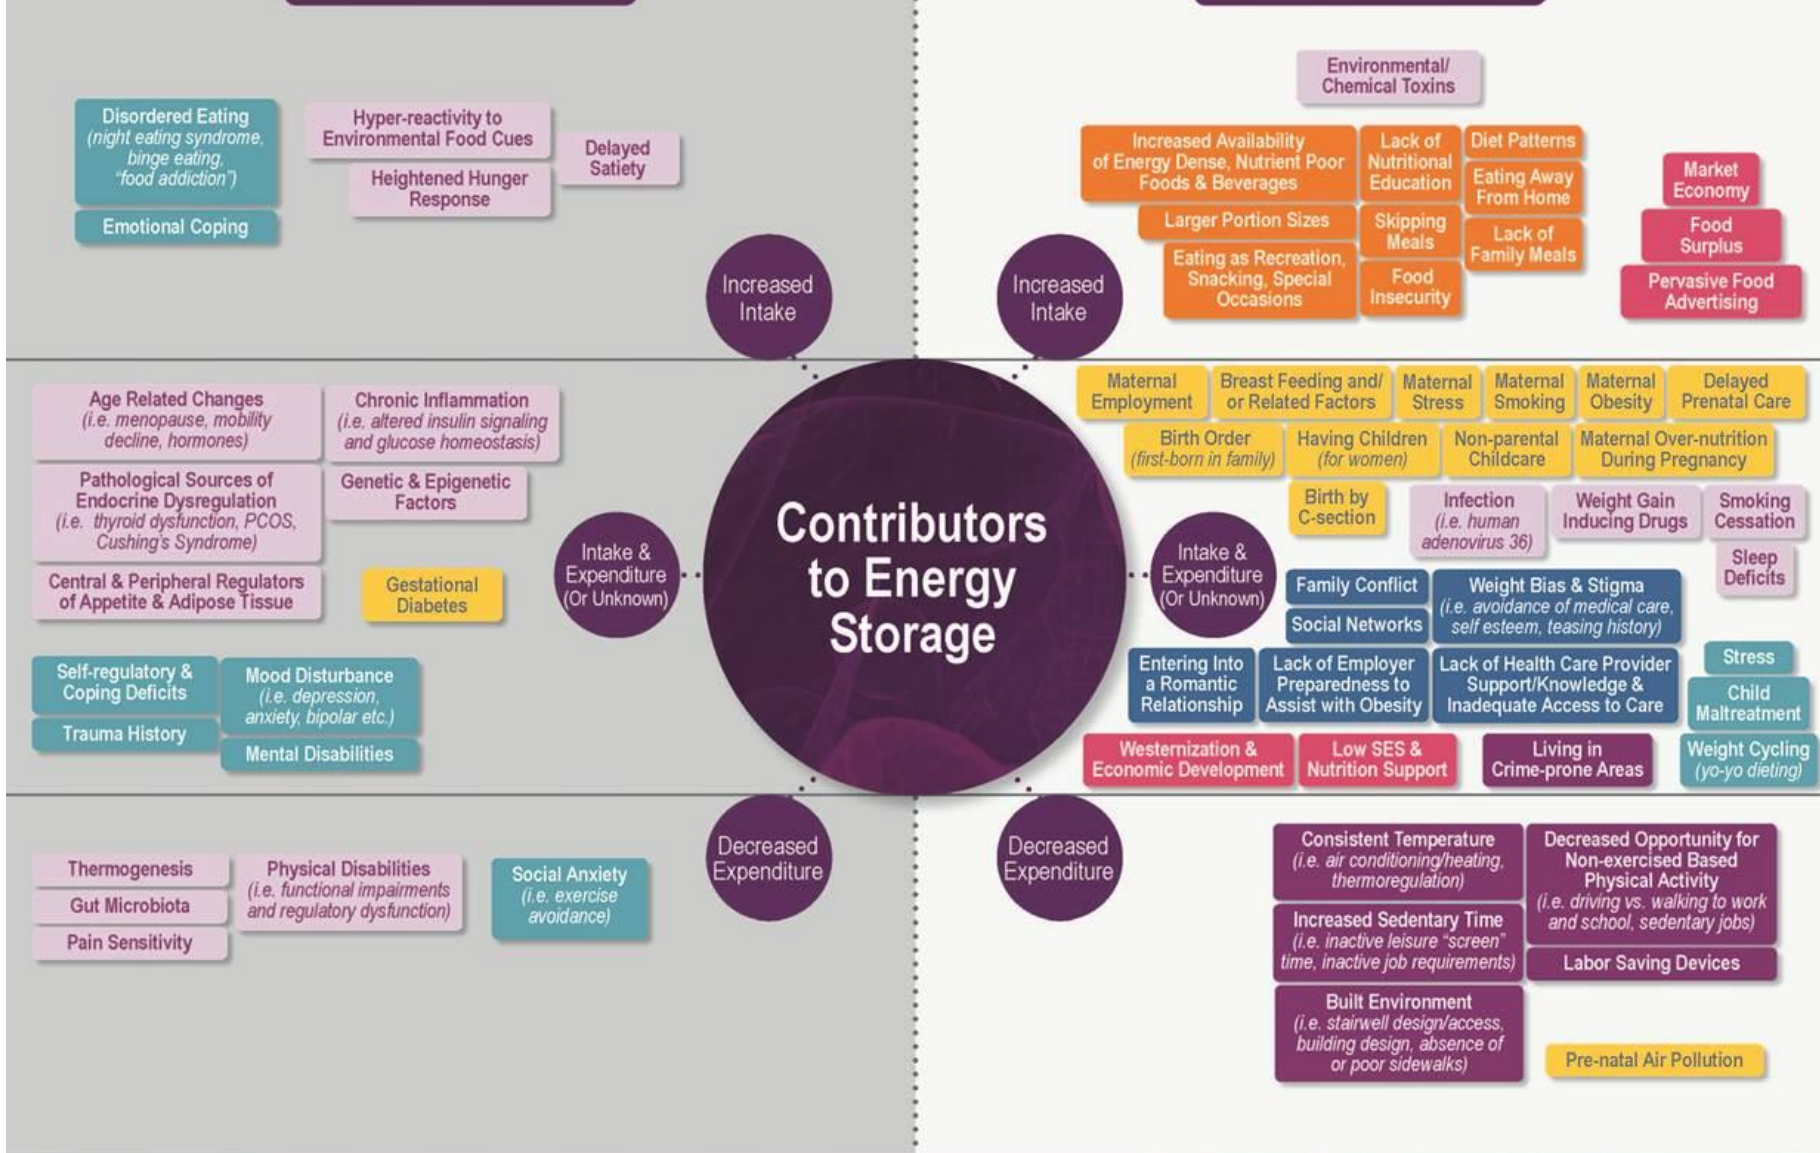 Disordered Eating
(night eating syndrome,
binge eating,
“food addiction”)
Emotional Coping
Hyper-reactivity to
Environmental Food Cues
Heightened Hunger
Response
Delayed
Satiety
Increased
Intake
Increased
Intake
Environmental/
Chemical Toxins
Increased Availability
of Energy Dense, Nutrient Poor
Foods & Beverages
Larger Portion Sizes
Eating as Recreation,
Snacking, Special
Occasions
Lack of
Nutritional
Education
Skipping
Meals
Food
Insecurity
Diet Patterns
Eating Away
From Home
Lack of
Family Meals
Market
Economy
Food
Surplus
Pervasive Food
Advertising
Age Related Changes
(i.e. menopause, mobility
decline, hormones)
Chronic Inflammation
(i.e. altered insulin signaling
and glucose homeostasis)
Pathological Sources of
Endocrine Dysregulation
(i.e. thyroid dysfunction, PCOS,
Cushing's Syndrome)
Genetic & Epigenetic
Factors
Central & Peripheral Regulators
of Appetite & Adipose Tissue
Gestational
Diabetes
Self-regulatory &
Coping Deficits
Trauma History
Mood Disturbance
(i.e. depression,
anxiety, bipolar etc.)
Mental Disabilities
Intake &
Expenditure
(Or Unknown)
Contributors
to Energy
Storage
Intake &
Expenditure
(Or Unknown)
Maternal
Employment
Breast Feeding and/
or Related Factors
Maternal
Stress
Maternal
Smoking
Maternal
Obesity
Delayed
Prenatal Care
Birth Order
(first-born in family)
Having Children
(for women)
Non-parental
Childcare
Maternal Over-nutrition
During Pregnancy
Birth by
C-section
Infection
(i.e. human
adenovirus 36)
Weight Gain
Inducing Drugs
Smoking
Cessation
Sleep
Deficits
Family Conflict
Social Networks
Weight Bias & Stigma
(i.e. avoidance of medical care,
self esteem, teasing history)
Entering Into
a Romantic
Relationship
Lack of Employer
Preparedness to
Assist with Obesity
Lack of Health Care Provider
Support/Knowledge &
Inadequate Access to Care
Stress
Child
Maltreatment
Weight Cycling
(yo-yo dieting)
Westernization &
Economic Development
Low SES &
Nutrition Support
Living in
Crime-prone Areas
Thermogenesis
Gut Microbiota
Pain Sensitivity
Physical Disabilities
(i.e. functional impairments
and regulatory dysfunction)
Social Anxiety
(i.e. exercise
avoidance)
Decreased
Expenditure
Decreased
Expenditure
Consistent Temperature
(i.e. air conditioning/heating,
thermoregulation)
Increased Sedentary Time
(i.e. inactive leisure “screen”
time, inactive job requirements)
Built Environment
(i.e. stairwell design/access,
building design, absence of
or poor sidewalks)
Decreased Opportunity for
Non-exercised Based
Physical Activity
(i.e. driving vs. walking to work
and school, sedentary jobs)
Labor Saving Devices
Pre-natal Air Pollution